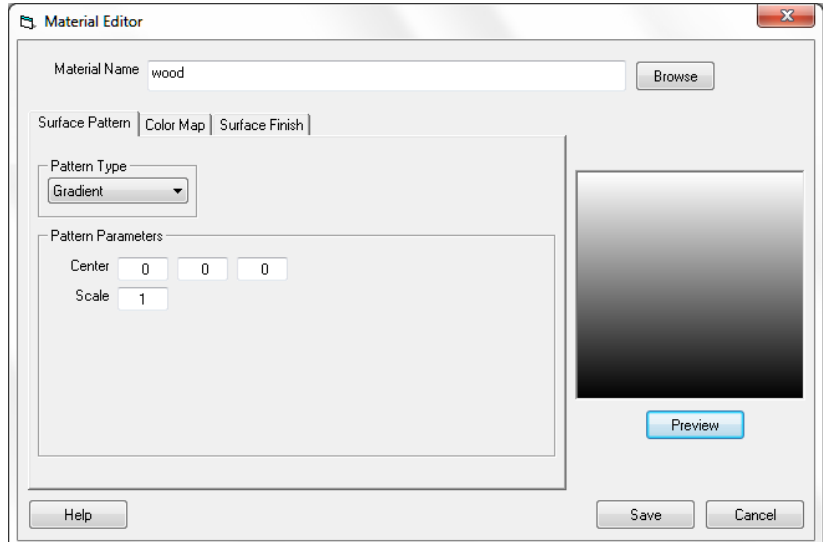 Material Editor
Material Name wood Browse
Surface Pattern Color Map Surface Finish
Pattern Type
Gradient
Pattern Parameters
Center 0 0 0
Scale 1
Preview
Help Save Cancel